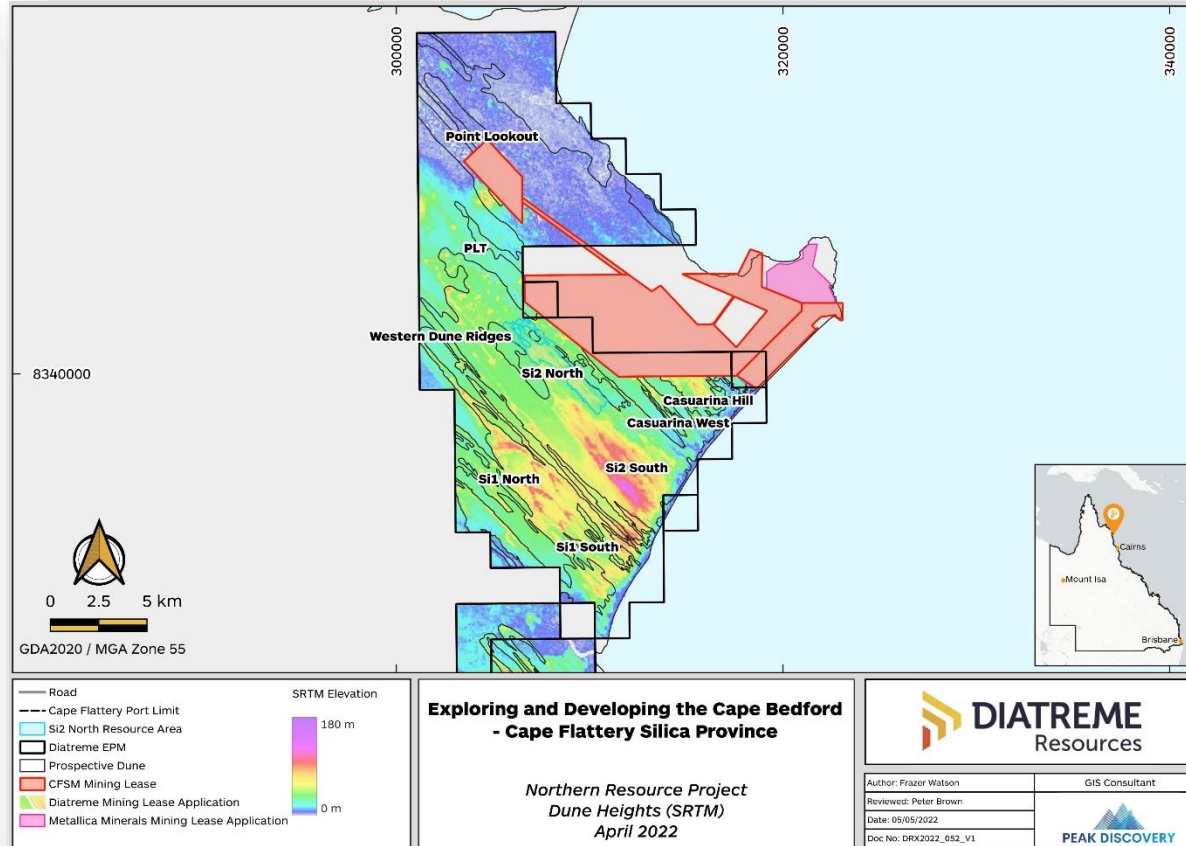 300000
320000
340000
Point Lookout
PLT
Western Dune Ridges
8340000
Si2 North
Casuarina Hill
Casuarina West
Si2 South
Si1 North
Si1 South
0 2.5 5 km
GDA2020 / MGA Zone 55
Cairns
Mount Isa
Brisbane
Road
Cape Flattery Port Limit
Si2 North Resource Area
Diatreme EPM
Prospective Dune
CFSM Mining Lease
Diatreme Mining Lease Application
Metallica Minerals Mining Lease Application
SRTM Elevation
180 m
0 m
Exploring and Developing the Cape Bedford
- Cape Flattery Silica Province
Northern Resource Project
Dune Heights (SRTM)
April 2022
DIATREME
Resources
Author: Frazer Watson
Reviewed: Peter Brown
Date: 05/05/2022
Doc No: DRX2022_052_V1
GIS Consultant
PEAK DISCOVERY